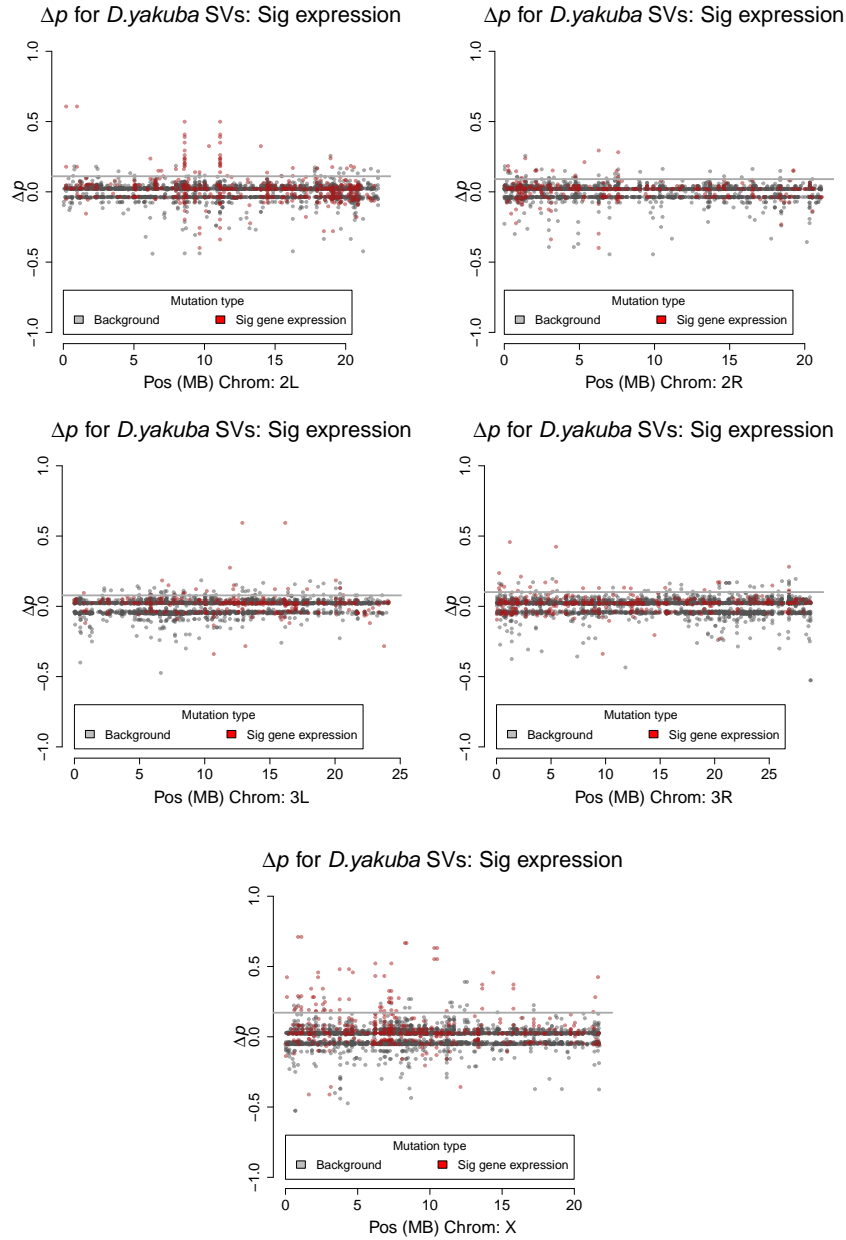 Δp for D.yakuba SVs: Sig expression
1.0
0.5
0.0
−0.5
−1.0
Δp
Mutation type
Background Sig gene expression
0 5 10 15 20
Pos (MB) Chrom: 2L
Δp for D.yakuba SVs: Sig expression
1.0
0.5
0.0
−0.5
−1.0
Δp
Mutation type
Background Sig gene expression
0 5 10 15 20
Pos (MB) Chrom: 2R
Δp for D.yakuba SVs: Sig expression
1.0
0.5
0.0
−0.5
−1.0
Δp
Mutation type
Background Sig gene expression
0 5 10 15 20 25
Pos (MB) Chrom: 3L
Δp for D.yakuba SVs: Sig expression
1.0
0.5
0.0
−0.5
−1.0
Δp
Mutation type
Background Sig gene expression
0 5 10 15 20 25
Pos (MB) Chrom: 3R
Δp for D.yakuba SVs: Sig expression
1.0
0.5
0.0
−0.5
−1.0
Δp
Mutation type
Background Sig gene expression
0 5 10 15 20
Pos (MB) Chrom: X